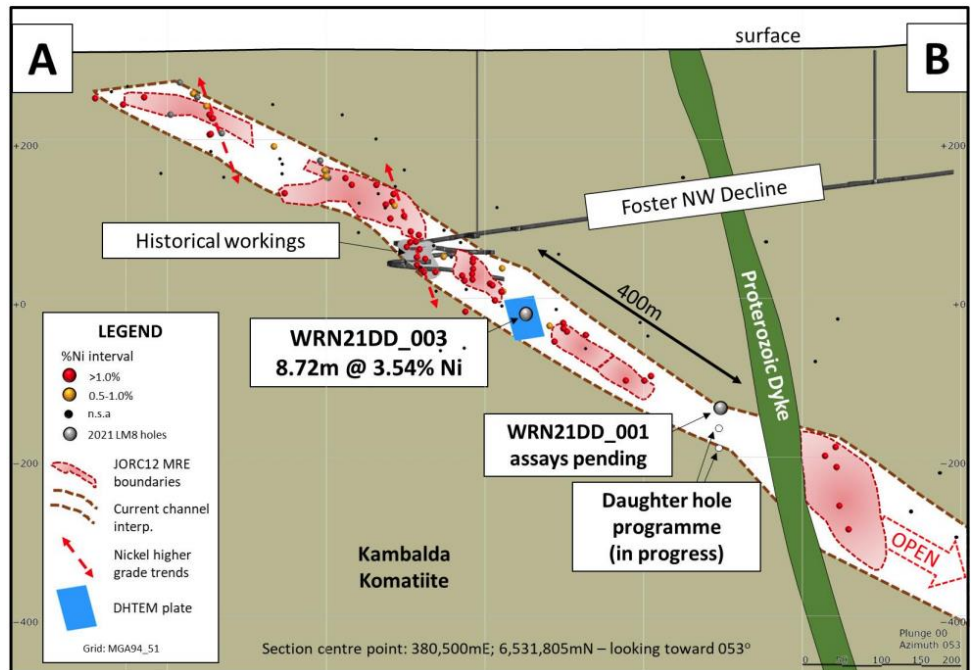 A
surface
B
+200
+200
Foster NW Decline
Historical workings
+0
+0
400m
Proterozoic Dyke
WRN21DD_003
8.72m @ 3.54% Ni
LEGEND
%Ni interval
>1.0%
0.5-1.0%
n.s.a
2021 LM8 holes
JORC12 MRE
boundaries
Current channel
interp.
Nickel higher
grade trends
DHTEM plate
Grid: MGA94_51
WRN21DD_001
assays pending
-200
-200
Daughter hole
programme
(in progress)
Kambalda
Komatiite
OPEN
-400
-400
Section centre point: 380,500mE; 6,531,805mN – looking toward 053°
Plunge 00
Azimuth 053
0 50 100 150 200